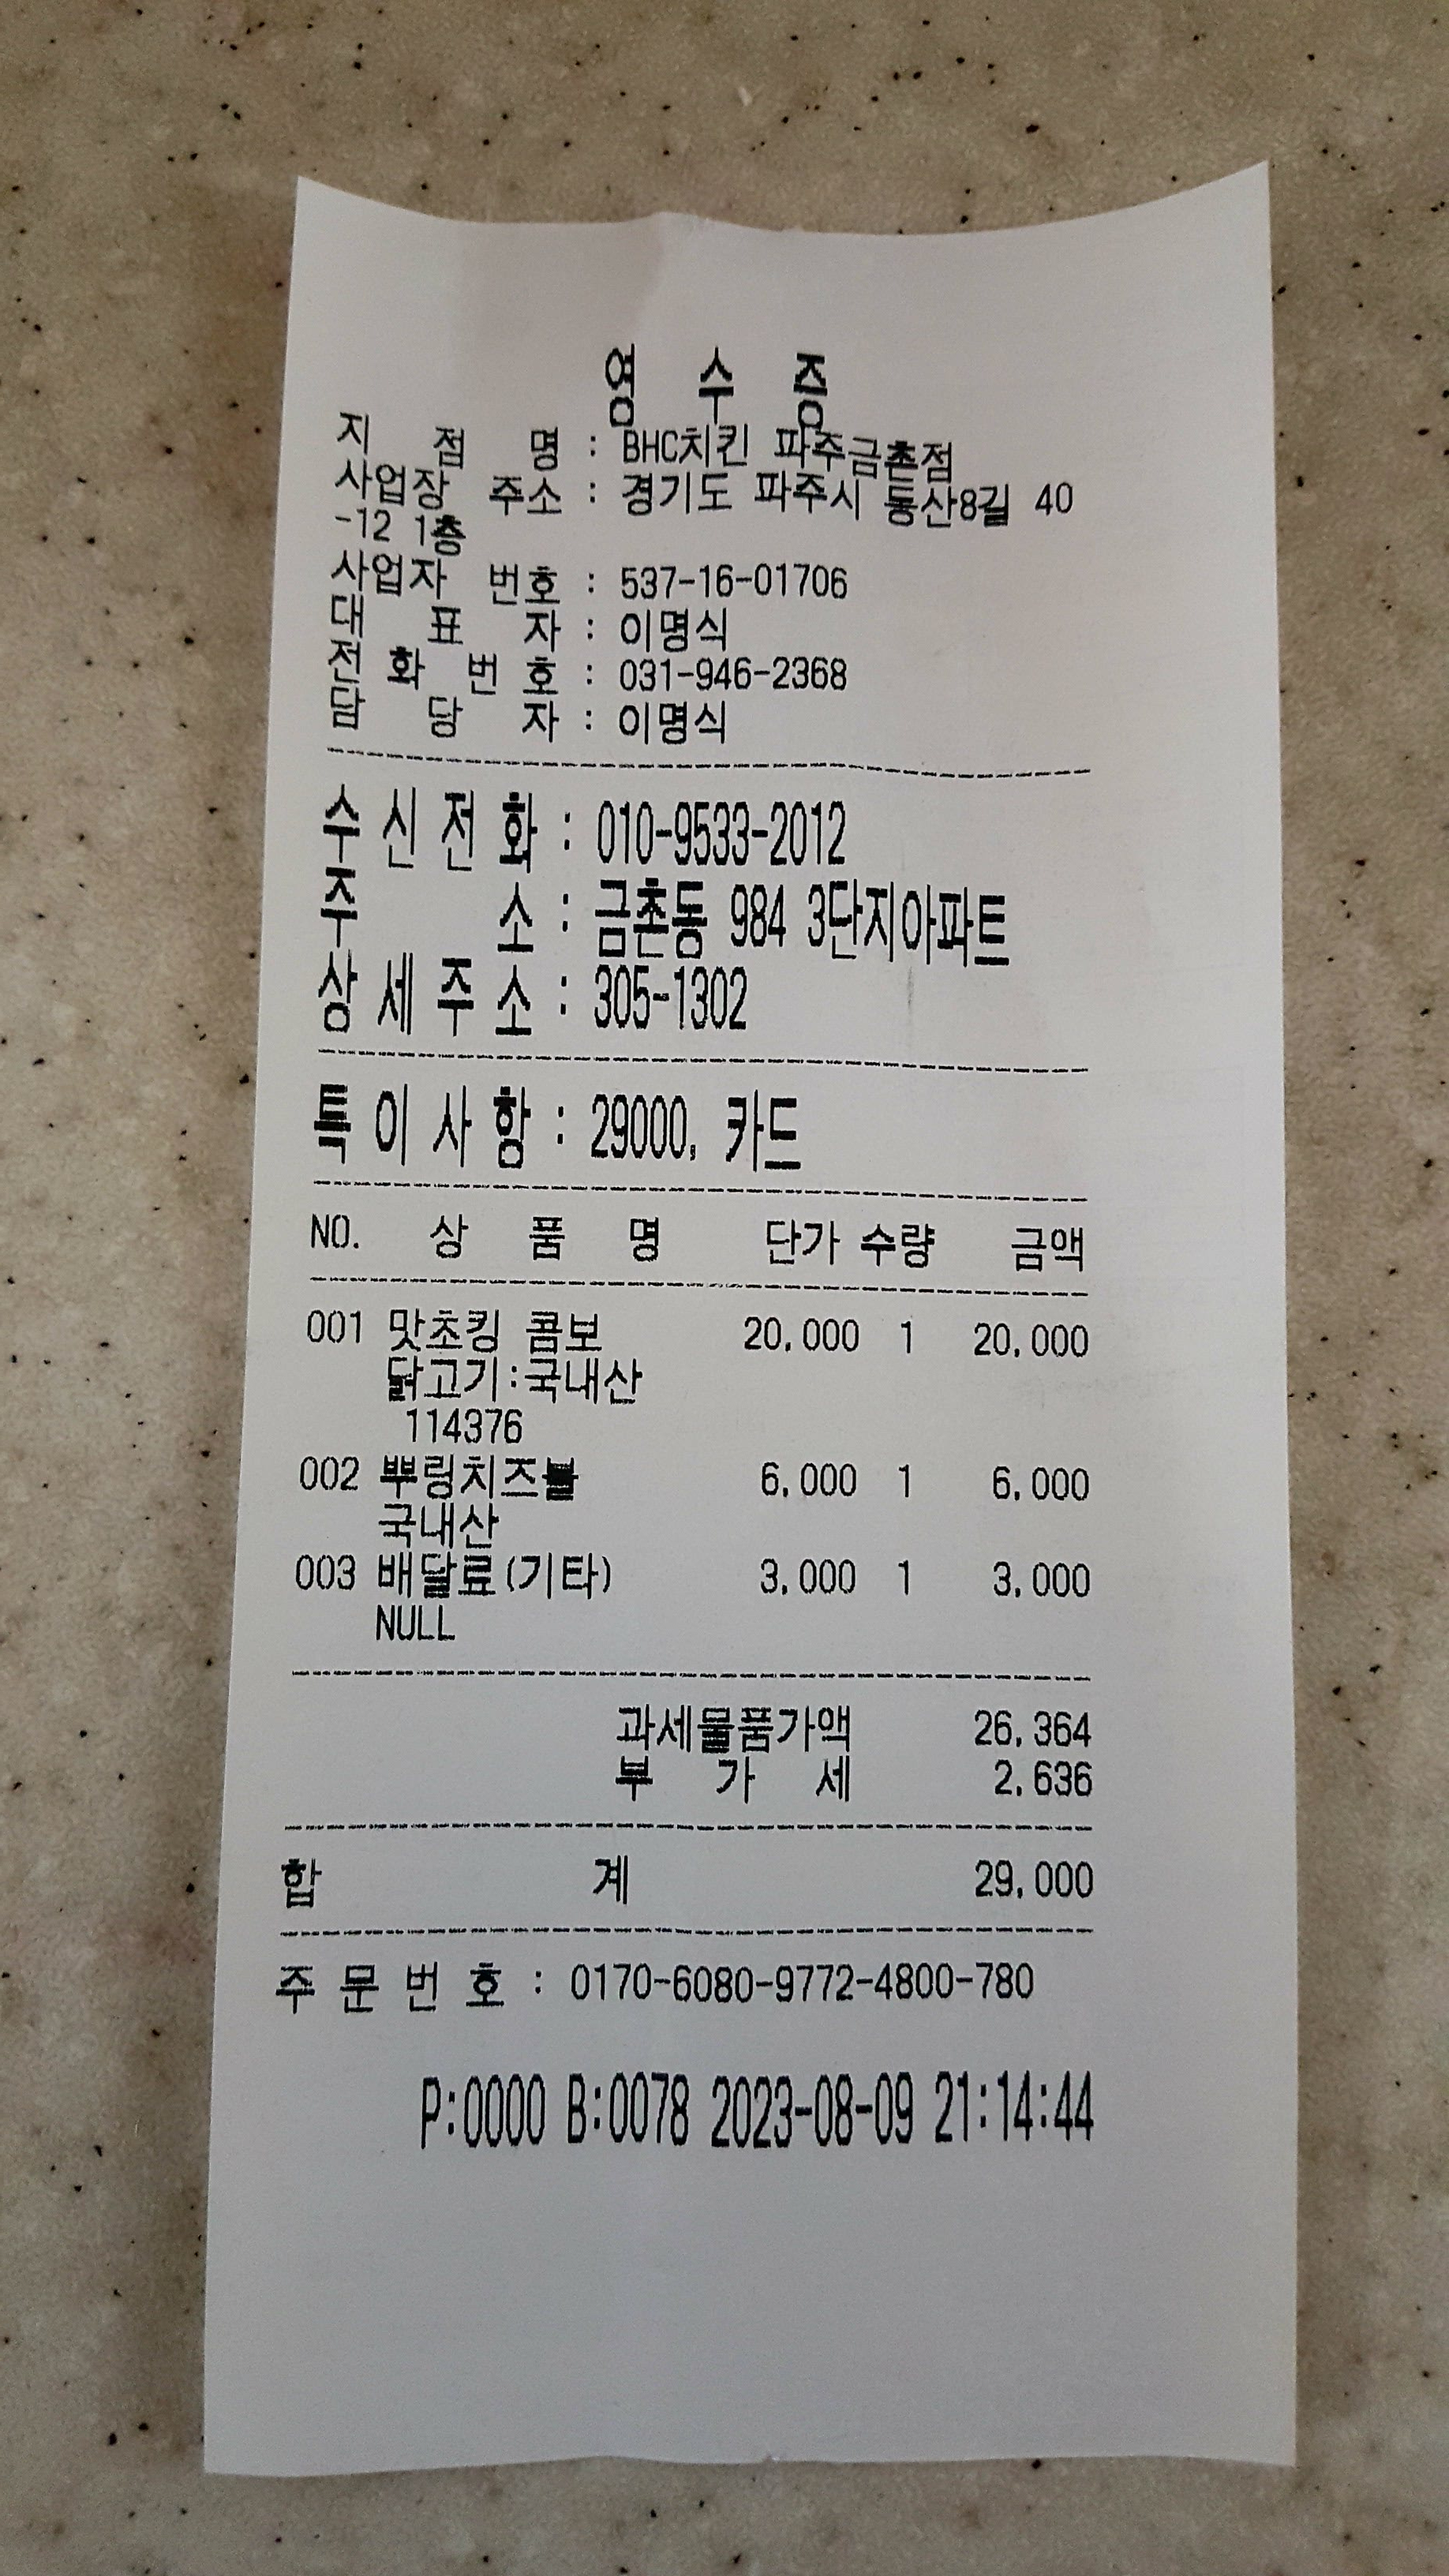 영 수 증
지 점 명 : BHC치킨 파주금촌점
사업장 주소 : 경기도 파주시 통산8길 40
-12 1층
사업자 번호 : 537-16-01706
대 표 자 : 이명식
전 화 번 호 : 031-946-2368
담 당 자 : 이명식
수 신 전 화 : 010-9533-2012
주 소 : 금촌동 984 3단지아파트
상 세 주 소 : 305-1302
특 이 사 항 : 29000, 카드
NO. 상 품 명 단가 수량 금액
001 맛초킹 콤보 20,000 1 20,000
닭고기:국내산
114376
002 뿌링치즈볼 6,000 1 6,000
국내산
003 배달료(기타) 3,000 1 3,000
NULL
과세물품가액 26,364
부 가 세 2,636
합 계 29,000
주 문 번 호 : 0170-6080-9772-4800-780
P:0000 B:0078 2023-08-09 21:14:44